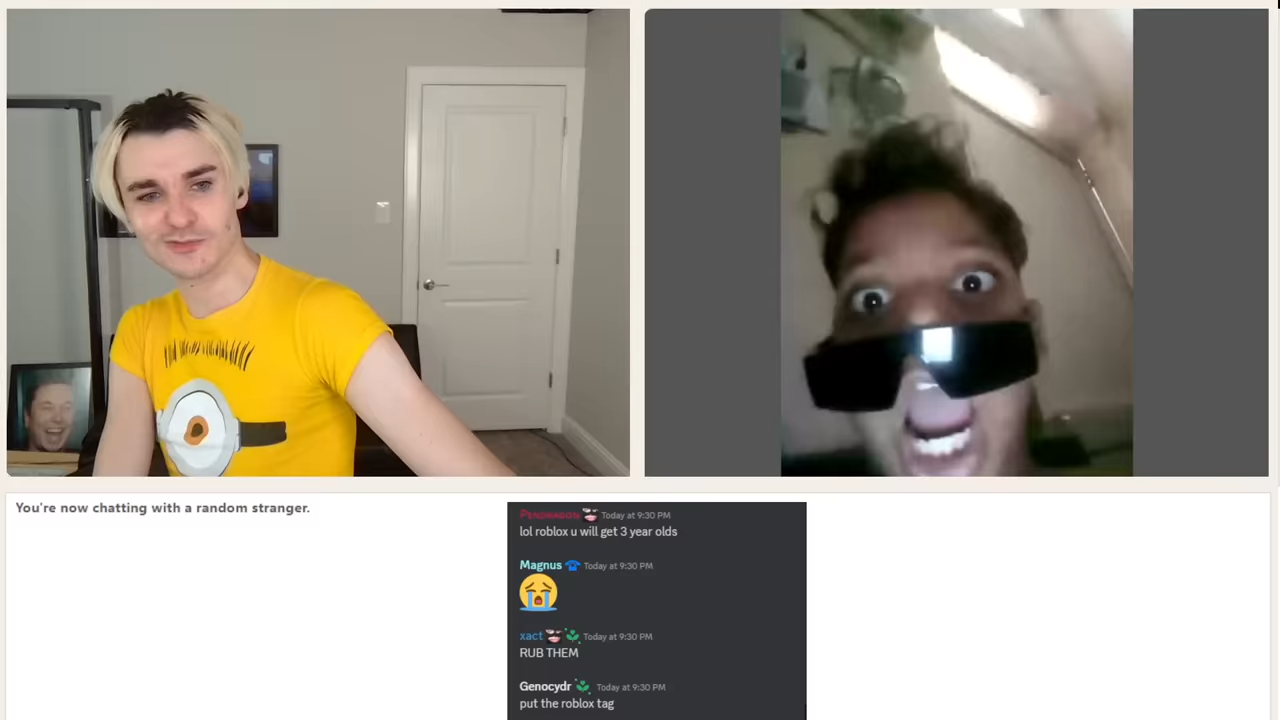 You're now chatting with a random stranger.
PENDRAGON Today at 9:30 PM
lol roblox u will get 3 year olds
Magnus Today at 9:30 PM
xact Today at 9:30 PM
RUB THEM
Genocydr Today at 9:30 PM
put the roblox tag